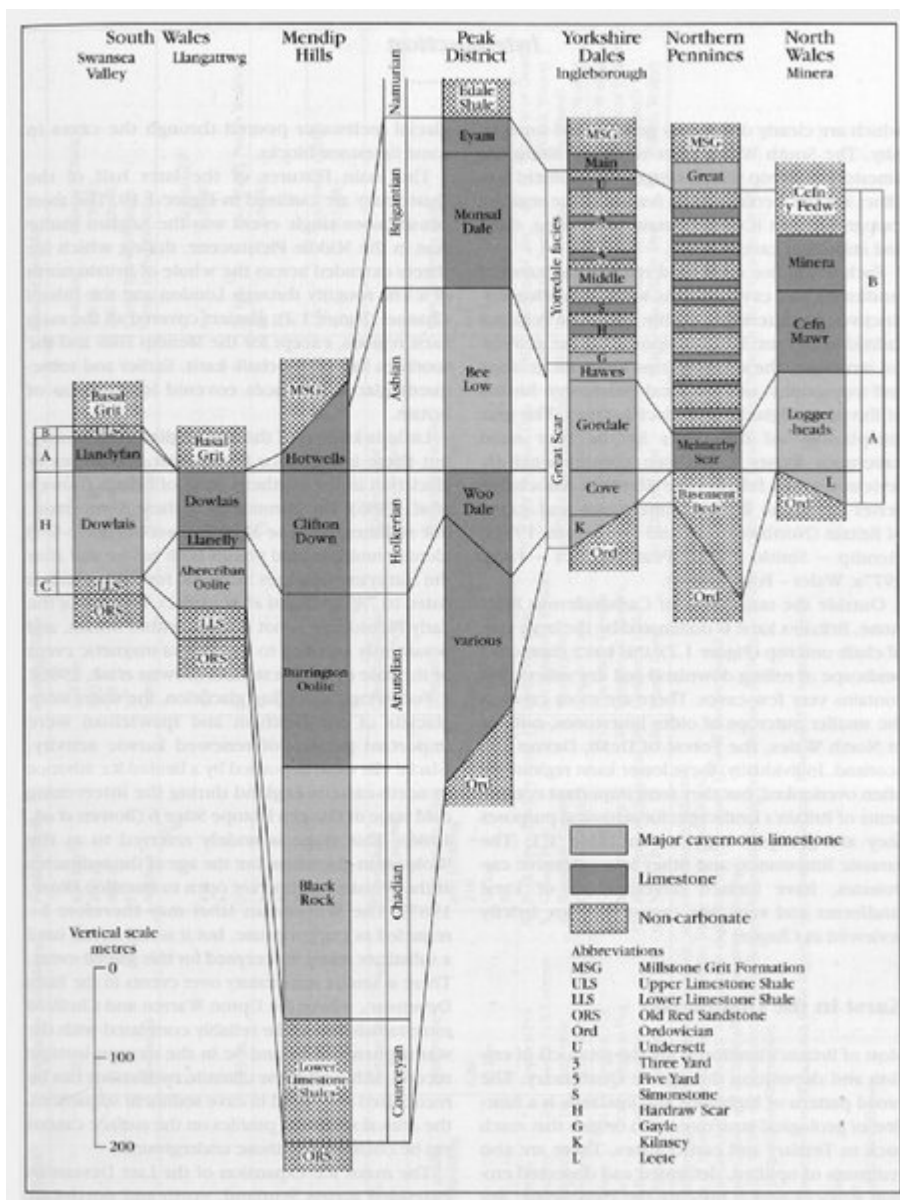 South Wales
Swansea
Valley
Llangattwg
Mendip
Hills
Peak
District
Yorkshire
Dales
Ingleborough
Northern
Pennines
North
Wales
Minera
Basal
Grit
ULS
Llandyfan
Dowlais
LLS
ORS
B
A
H
C
Basal
Grit
Dowlais
Llanelly
Abercriban
Oolite
LLS
ORS
MSG
Hotwells
Clifton
Down
Burrington
Oolite
Black
Rock
Lower
Limestone
Shales
ORS
Namurian
Brigantian
Asbian
Holkerian
Arundian
Chadian
Courceyan
Edale
Shale
Eyam
Monsal
Dale
Bee
Low
Woo
Dale
various
Ord
Yoredale facies
Great Scar
MSG
Main
U
Middle
S
H
G
Hawes
Gordale
Cove
K
Ord
MSG
Great
Melmerby
Scar
Basement
Beds
Ord
Cefn
y Fedw
Minera
Cefn
Mawr
Logger-
heads
L
Ord
B
A
Major cavernous limestone
Limestone
Non-carbonate
Vertical scale
metres
0
100
200
Abbreviations
MSG Millstone Grit Formation
ULS Upper Limestone Shale
LLS Lower Limestone Shale
ORS Old Red Sandstone
Ord Ordovician
U Undersett
3 Three Yard
5 Five Yard
Simonstone
H Hardraw Scar
G Gayle
K Kilnsey
Leete